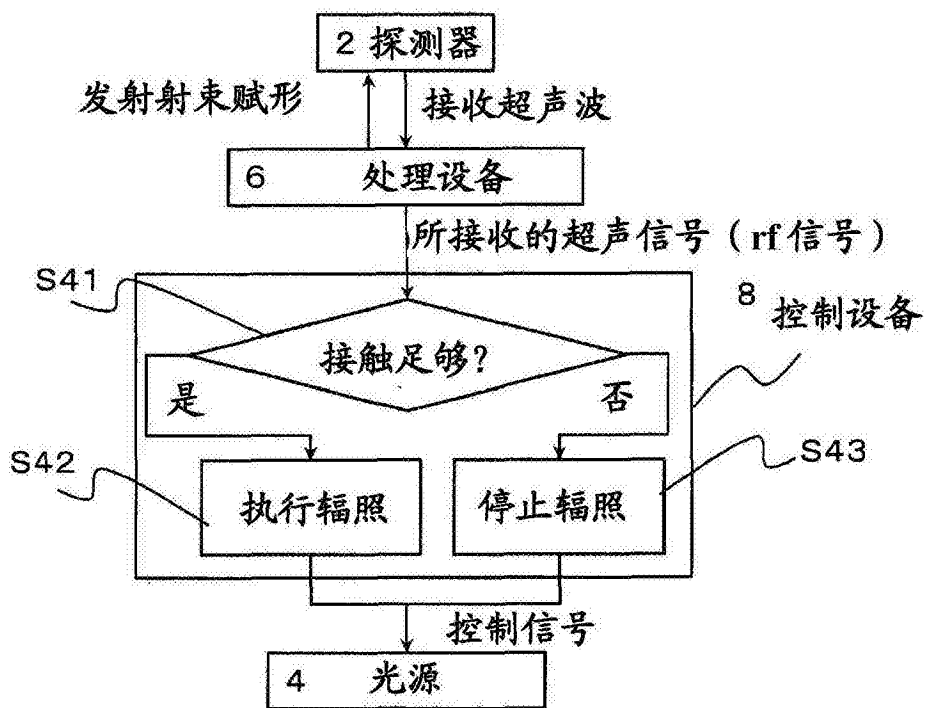 2 探测器
发射射束赋形
接收超声波
6 处理设备
所接收的超声信号（rf 信号）
S41
8 控制设备
接触足够？
是
否
S42
S43
执行辐照
停止辐照
控制信号
4 光源